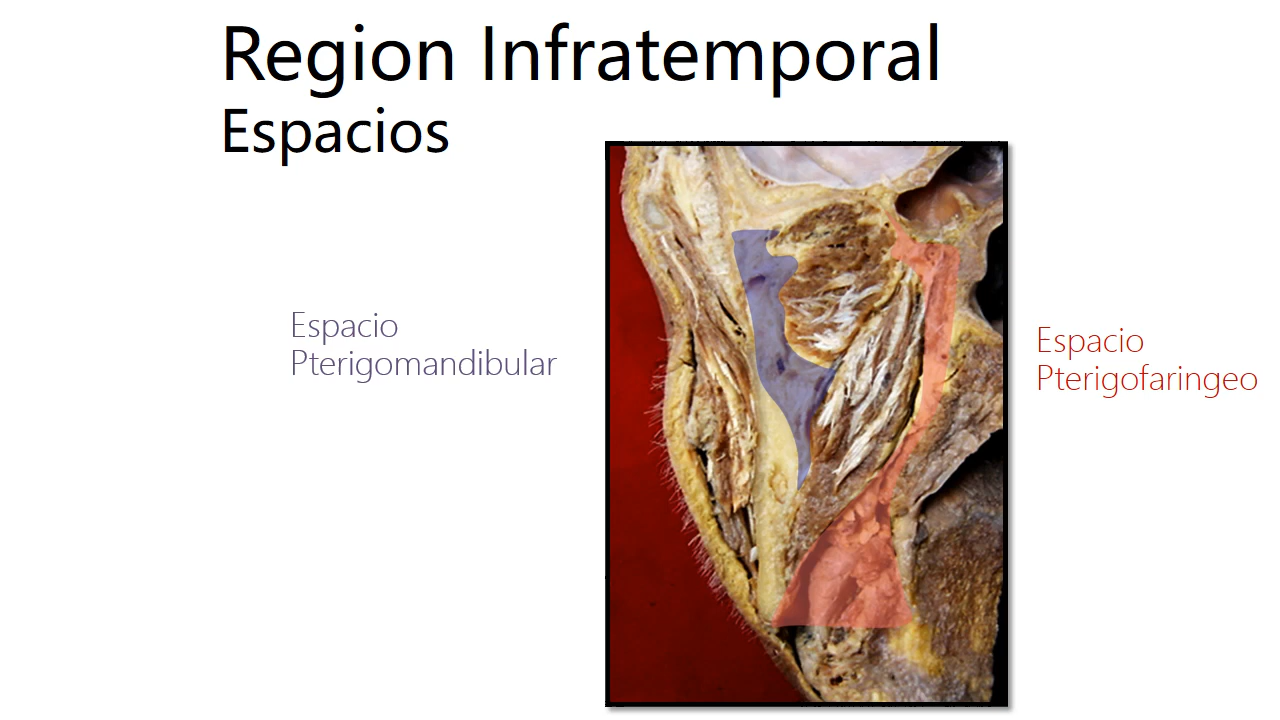 Region Infratemporal
Espacios
Espacio
Pterigomandibular
Espacio
Pterigofaringeo